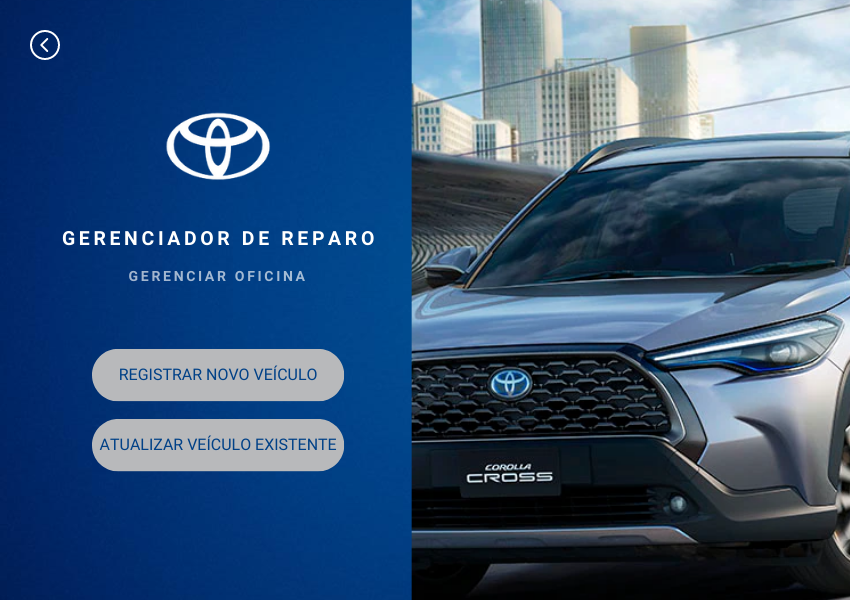 GERENCIADOR DE REPARO
GERENCIAR OFICINA
REGISTRAR NOVO VEÍCULO
ATUALIZAR VEÍCULO EXISTENTE
COROLLA
CROSS